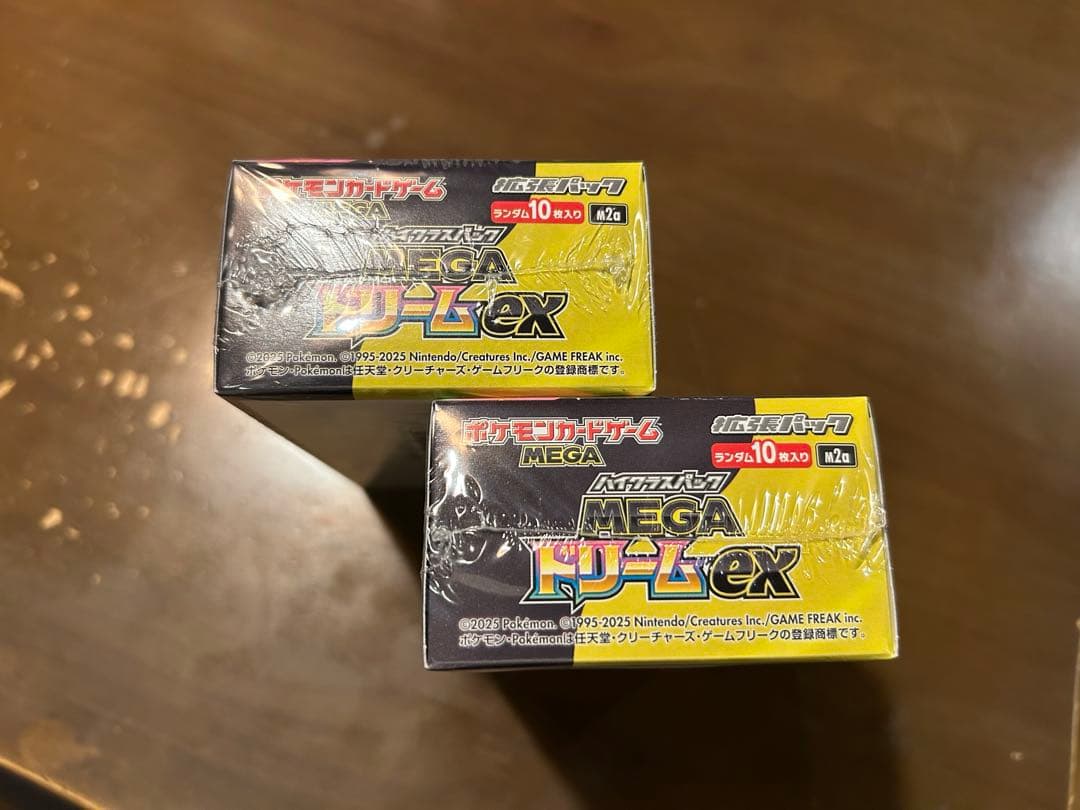 ポケモンカードゲーム
MEGA
拡張パック
ランダム10枚入り M2a
ハイクラスパック
MEGA
ドリームex
©2025 Pokémon. ©1995-2025 Nintendo/Creatures Inc./GAME FREAK inc.
ポケモン・Pokémonは任天堂・クリーチャーズ・ゲームフリークの登録商標です。
ポケモンカードゲーム
MEGA
拡張パック
ランダム10枚入り M2a
ハイクラスパック
MEGA
ドリームex
©2025 Pokémon. ©1995-2025 Nintendo/Creatures Inc./GAME FREAK inc.
ポケモン・Pokémonは任天堂・クリーチャーズ・ゲームフリークの登録商標です。